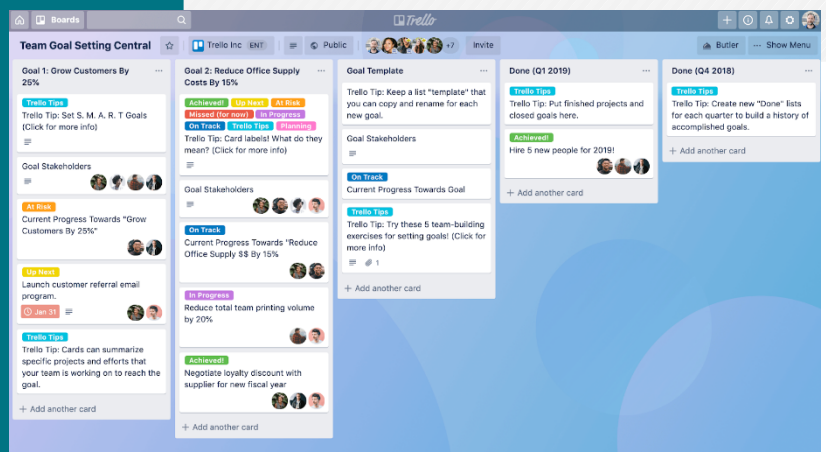 Boards
Trello
Team Goal Setting Central
Trello Inc ENT
Public
+7
Invite
Butler
... Show Menu
Goal 1: Grow Customers By
25%
Trello Tips
Trello Tip: Set S. M. A. R. T Goals
(Click for more info)
Goal Stakeholders
At Risk
Current Progress Towards "Grow
Customers By 25%"
Up Next
Launch customer referral email
program.
Jan 31
Trello Tips
Trello Tip: Cards can summarize
specific projects and efforts that
your team is working on to reach the
goal.
+ Add another card
Goal 2: Reduce Office Supply
Costs By 15%
Achieved! Up Next At Risk
Missed (for now) In Progress
On Track Trello Tips Planning
Trello Tip: Card labels! What do they
mean? (Click for more info)
Goal Stakeholders
On Track
Current Progress Towards "Reduce
Office Supply $$ By 15%
In Progress
Reduce total team printing volume
by 20%
Achieved!
Negotiate loyalty discount with
supplier for new fiscal year
+ Add another card
Goal Template
Trello Tip: Keep a list "template" that
you can copy and rename for each
new goal.
Goal Stakeholders
On Track
Current Progress Towards Goal
Trello Tips
Trello Tip: Try these 5 team-building
exercises for setting goals! (Click for
more info)
1
+ Add another card
Done (Q1 2019)
Trello Tips
Trello Tip: Put finished projects and
closed goals here.
Achieved!
Hire 5 new people for 2019!
+ Add another card
Done (Q4 2018)
Trello Tips
Trello Tip: Create new "Done" lists
for each quarter to build a history of
accomplished goals.
+ Add another card